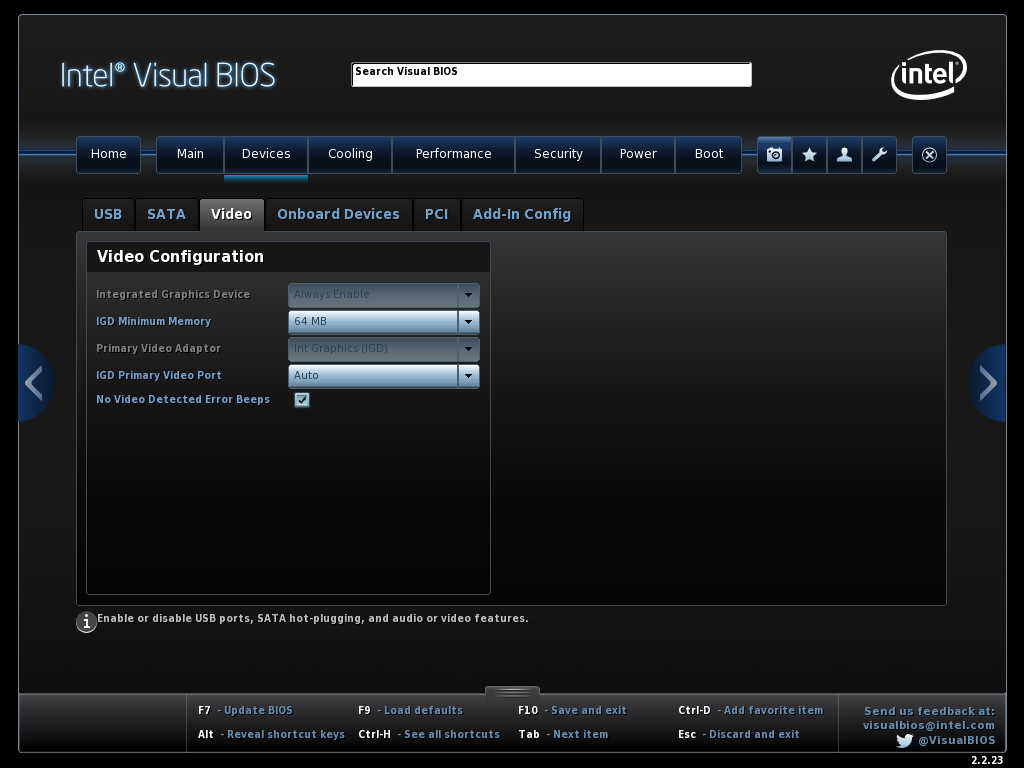 Intel® Visual BIOS
Search Visual BIOS
intel
Home Main Devices Cooling Performance Security Power Boot
USB SATA Video Onboard Devices PCI Add-In Config
Video Configuration
Integrated Graphics Device Always Enable
IGD Minimum Memory 64 MB
Primary Video Adaptor Int Graphics (IGD)
IGD Primary Video Port Auto
No Video Detected Error Beeps
Enable or disable USB ports, SATA hot-plugging, and audio or video features.
F7 - Update BIOS F9 - Load defaults F10 - Save and exit Ctrl-D - Add favorite item
Alt - Reveal shortcut keys Ctrl-H - See all shortcuts Tab - Next item Esc - Discard and exit
Send us feedback at:
visualbios@intel.com
@VisualBIOS
2.2.23